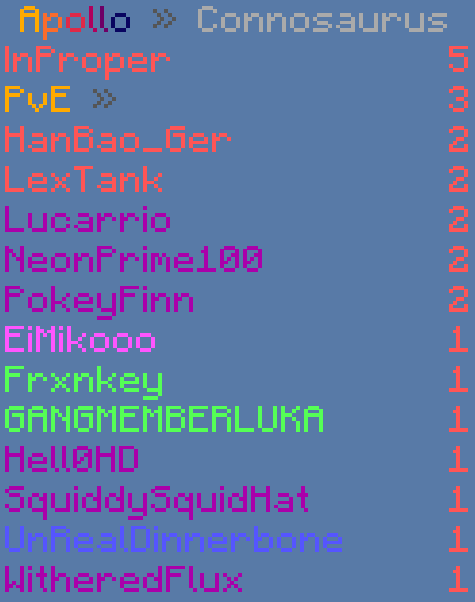 Apollo » Connosaurus
InProper 5
PvE » 3
HanBao_Ger 2
LexTank 2
Lucarrio 2
NeonPrime100 2
PokeyFinn 2
EiMikooo 1
Frxnkey 1
GANGMEMBERLUKA 1
Hell0HD 1
SquiddySquidHat 1
UnRealDinnerbone 1
WitheredFlux 1